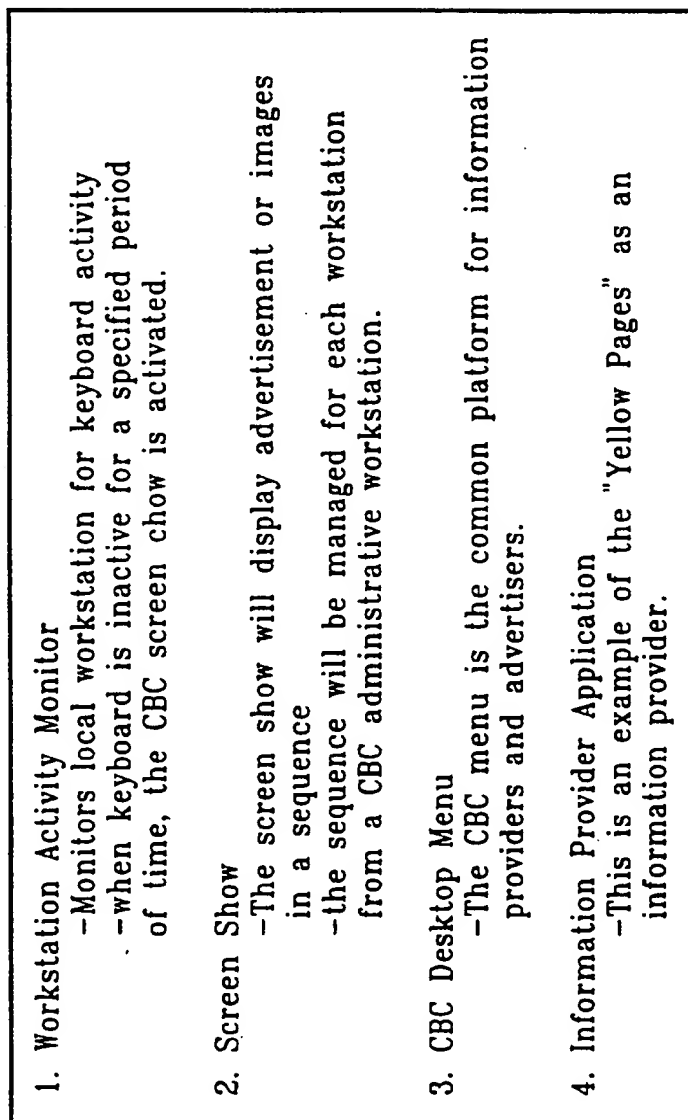 1. Workstation Activity Monitor
-Monitors local workstation for keyboard activity
-when keyboard is inactive for a specified period
of time, the CBC screen chow is activated.
2. Screen Show
-The screen show will display advertisement or images
in a sequence
-the sequence will be managed for each workstation
from a CBC administrative workstation.
3. CBC Desktop Menu
-The CBC menu is the common platform for information
providers and advertisers.
4. Information Provider Application
-This is an example of the "Yellow Pages" as an
information provider.